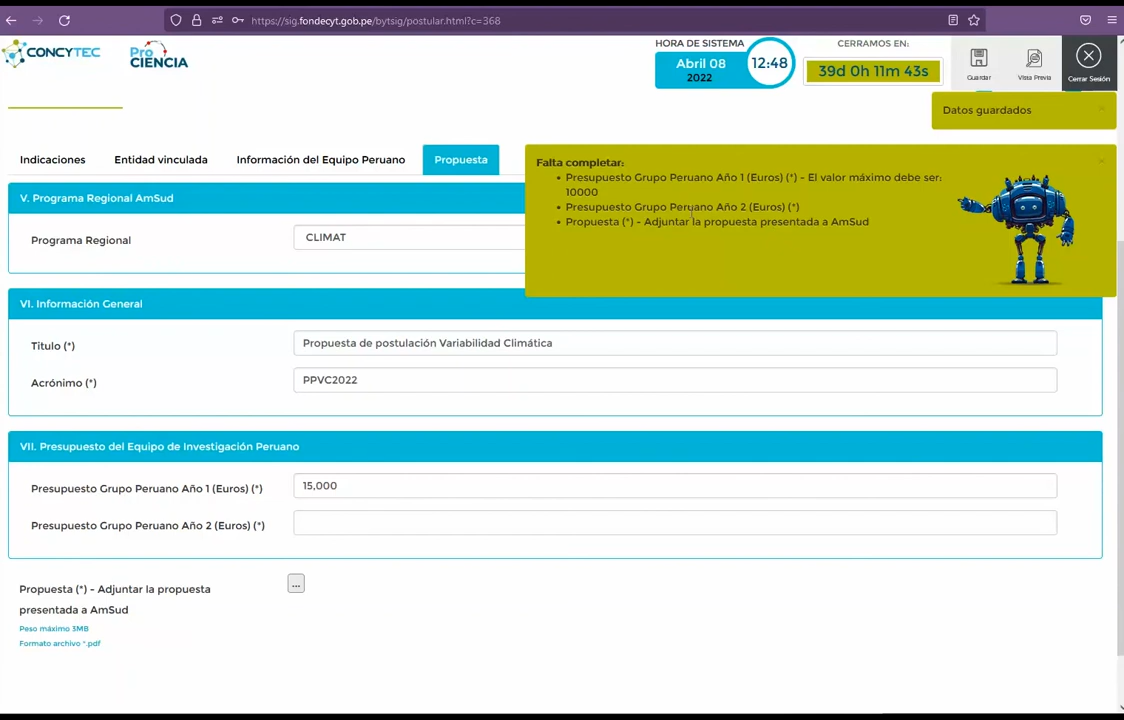 https://sig.fondecyt.gob.pe/bytsig/postular.html?c=368
CONCYTEC
Pro
CIENCIA
HORA DE SISTEMA
Abril 08
2022
12:48
CERRAMOS EN:
39d 0h 11m 43s
Guardar
Vista Previa
Cerrar Sesión
Datos guardados
×
Indicaciones
Entidad vinculada
Información del Equipo Peruano
Propuesta
Falta completar:
×
• Presupuesto Grupo Peruano Año 1 (Euros) (*) - El valor máximo debe ser:
10000
• Presupuesto Grupo Peruano Año 2 (Euros) (*)
• Propuesta (*) - Adjuntar la propuesta presentada a AmSud
V. Programa Regional AmSud
Programa Regional
CLIMAT
VI. Información General
Título (*)
Propuesta de postulación Variabilidad Climática
Acrónimo (*)
PPVC2022
VII. Presupuesto del Equipo de Investigación Peruano
Presupuesto Grupo Peruano Año 1 (Euros) (*)
15,000
Presupuesto Grupo Peruano Año 2 (Euros) (*)
Propuesta (*) - Adjuntar la propuesta
presentada a AmSud
...
Peso máximo 3MB
Formato archivo *.pdf